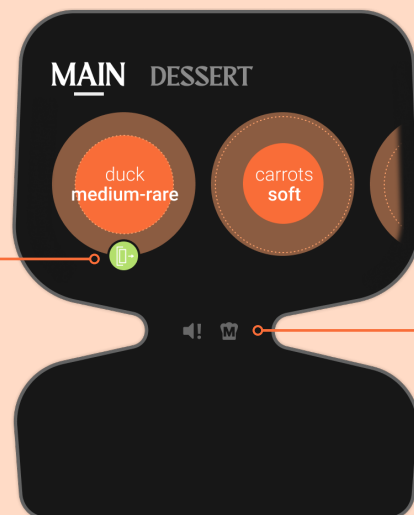 MAIN DESSERT
duck
medium-rare
carrots
soft
M